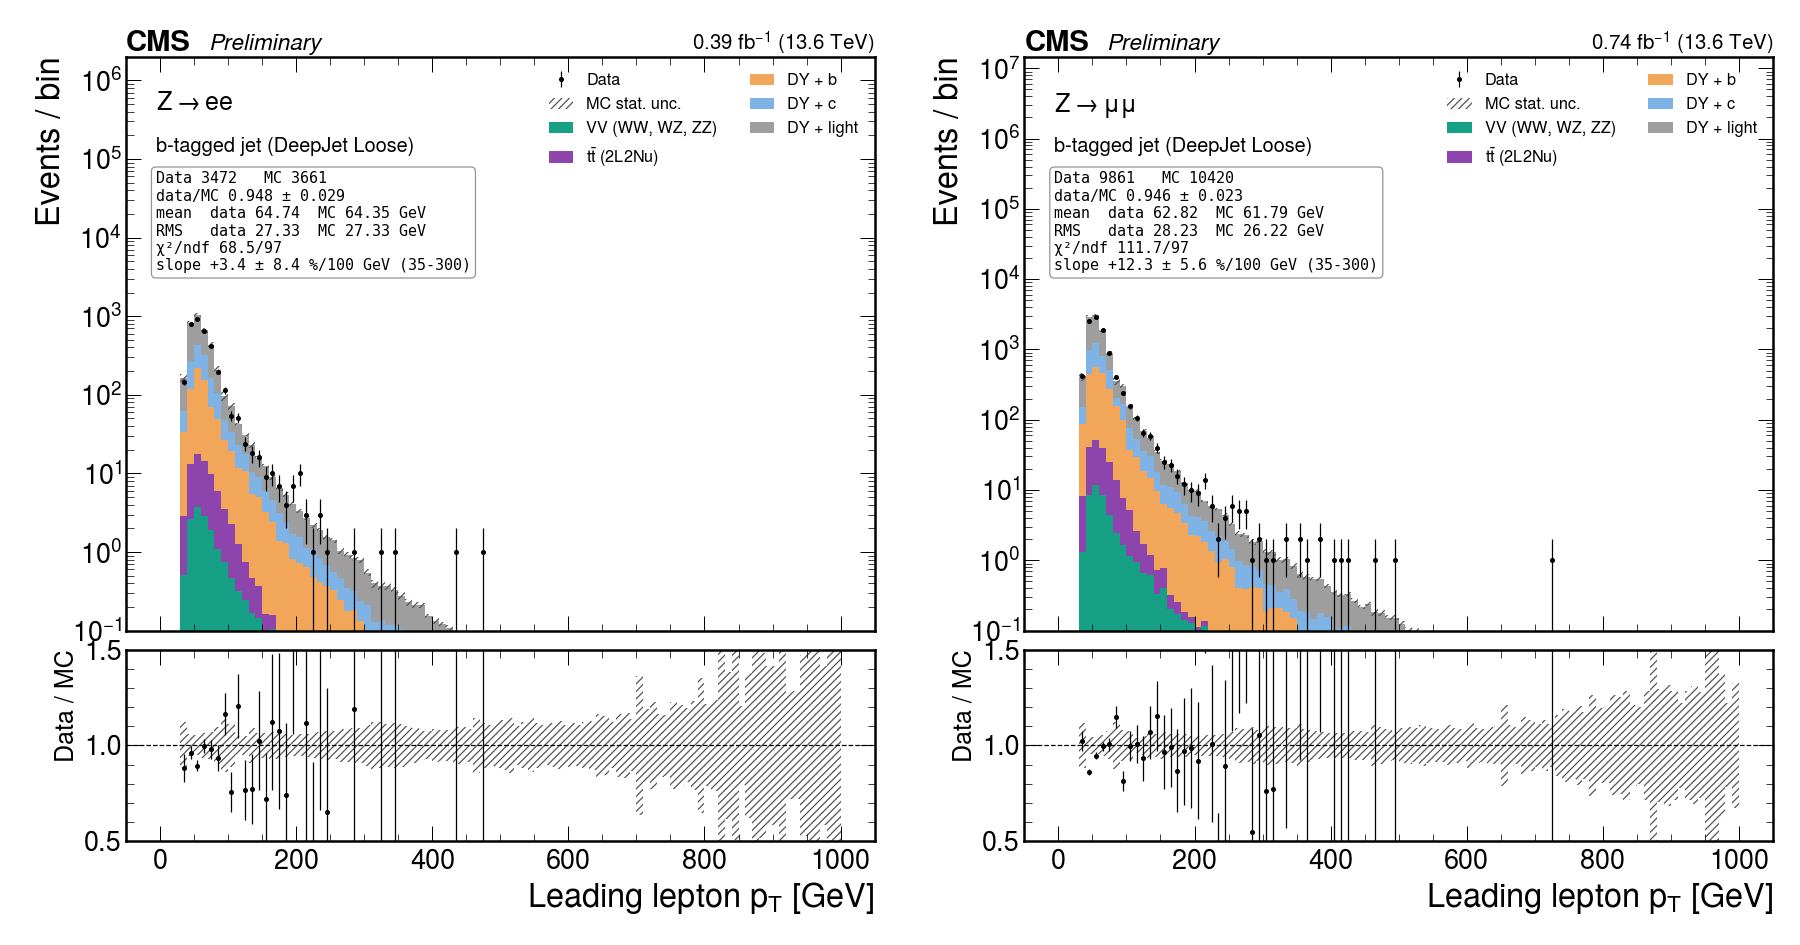 CMS Preliminary 0.39 fb⁻¹ (13.6 TeV)
Events / bin
10⁶
10⁵
10⁴
10³
10²
10¹
10⁰
10⁻¹
Z → ee
b-tagged jet (DeepJet Loose)
Data 3472   MC 3661
data/MC 0.948 ± 0.029
mean  data 64.74  MC 64.35 GeV
RMS   data 27.33  MC 27.33 GeV
χ²/ndf 68.5/97
slope +3.4 ± 8.4 %/100 GeV (35-300)
Data
MC stat. unc.
VV (WW, WZ, ZZ)
tt̄ (2L2Nu)
DY + b
DY + c
DY + light
Data / MC
1.5
1.0
0.5
0 200 400 600 800 1000
Leading lepton p_T [GeV]
CMS Preliminary 0.74 fb⁻¹ (13.6 TeV)
Events / bin
10⁷
10⁶
10⁵
10⁴
10³
10²
10¹
10⁰
10⁻¹
Z → μμ
b-tagged jet (DeepJet Loose)
Data 9861   MC 10420
data/MC 0.946 ± 0.023
mean  data 62.82  MC 61.79 GeV
RMS   data 28.23  MC 26.22 GeV
χ²/ndf 111.7/97
slope +12.3 ± 5.6 %/100 GeV (35-300)
Data
MC stat. unc.
VV (WW, WZ, ZZ)
tt̄ (2L2Nu)
DY + b
DY + c
DY + light
Data / MC
1.5
1.0
0.5
0 200 400 600 800 1000
Leading lepton p_T [GeV]